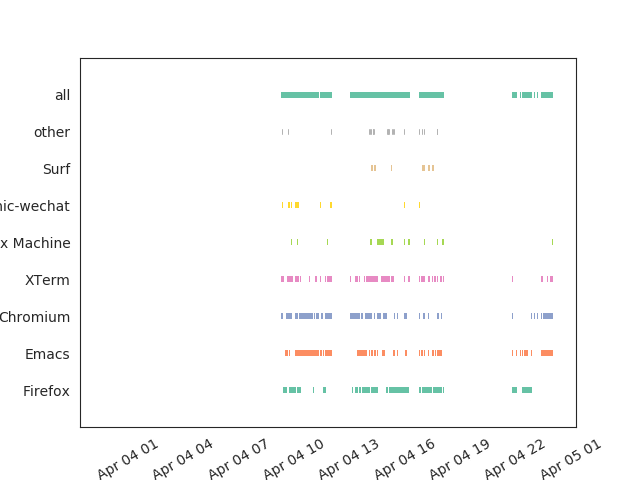 all
other
Surf
nic-wechat
x Machine
XTerm
Chromium
Emacs
Firefox
Apr 04 01
Apr 04 04
Apr 04 07
Apr 04 10
Apr 04 13
Apr 04 16
Apr 04 19
Apr 04 22
Apr 05 01